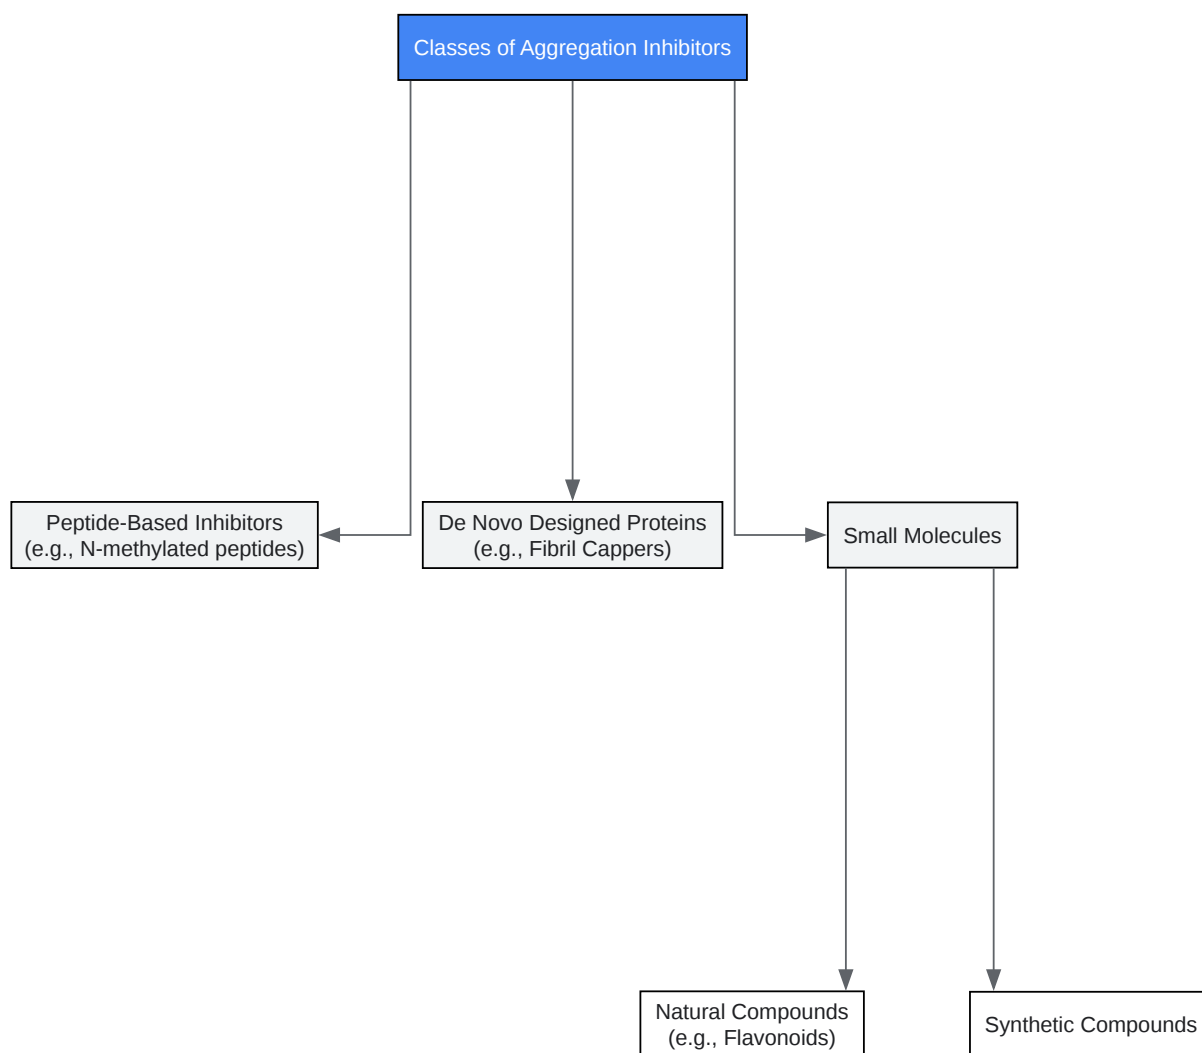 Classes of Aggregation Inhibitors
Peptide-Based Inhibitors
(e.g., N-methylated peptides)
De Novo Designed Proteins
(e.g., Fibril Cappers)
Small Molecules
Natural Compounds
(e.g., Flavonoids)
Synthetic Compounds